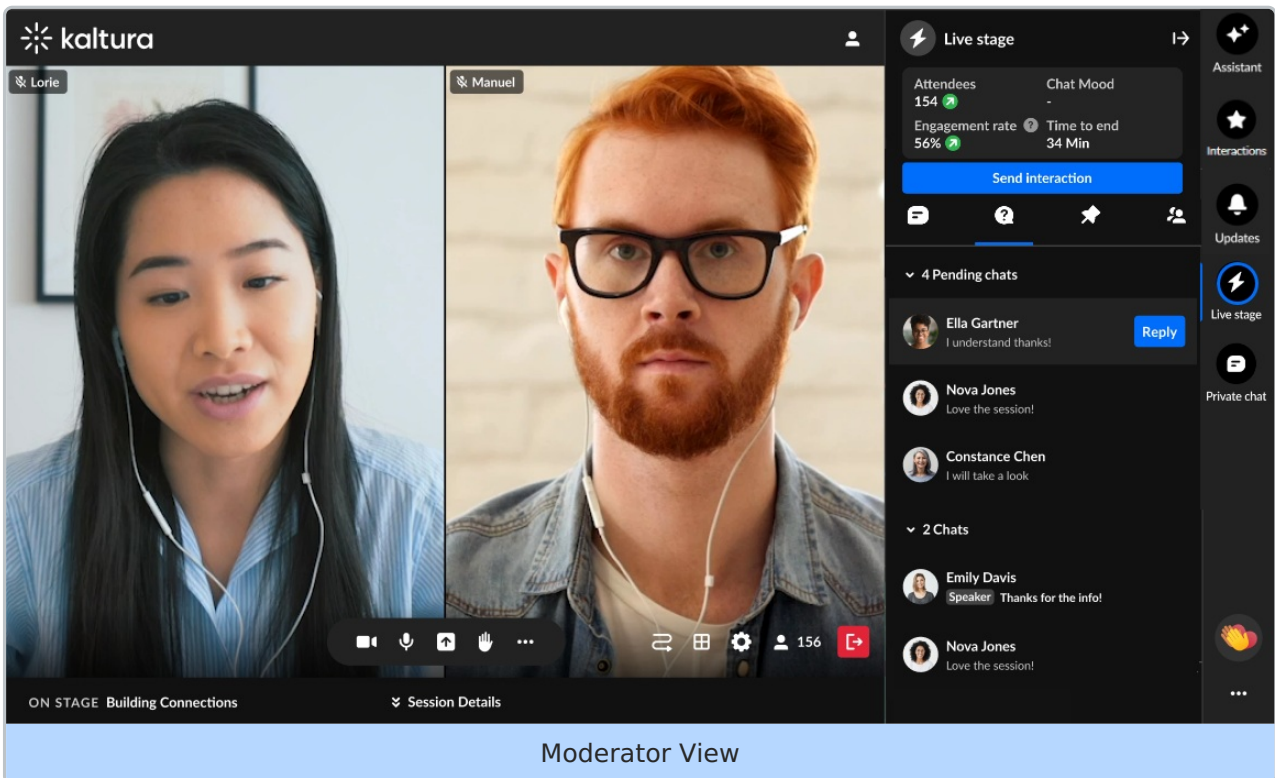 kaltura
Lorie
Manuel
Live stage
Attendees
154
Chat Mood
-
Engagement rate ?
56%
Time to end
34 Min
Send interaction
4 Pending chats
Ella Gartner
I understand thanks!
Reply
Nova Jones
Love the session!
Constance Chen
I will take a look
2 Chats
Emily Davis
Speaker Thanks for the info!
Nova Jones
Love the session!
Assistant
Interactions
Updates
Live stage
Private chat
156
ON STAGE Building Connections
Session Details
Moderator View